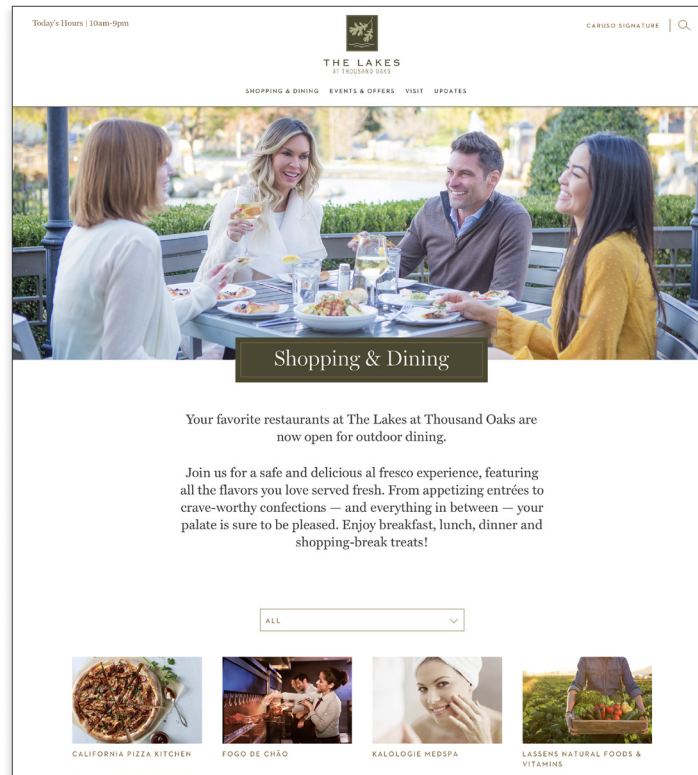 Today's Hours | 10am-9pm
CARUSO SIGNATURE
THE LAKES
AT THOUSAND OAKS
SHOPPING & DINING EVENTS & OFFERS VISIT UPDATES
Shopping & Dining
Your favorite restaurants at The Lakes at Thousand Oaks are
now open for outdoor dining.
Join us for a safe and delicious al fresco experience, featuring
all the flavors you love served fresh. From appetizing entrées to
crave-worthy confections — and everything in between — your
palate is sure to be pleased. Enjoy breakfast, lunch, dinner and
shopping-break treats!
ALL
CALIFORNIA PIZZA KITCHEN
FOGO DE CHÃO
KALOLOGIE MEDSPA
LASSENS NATURAL FOODS &
VITAMINS